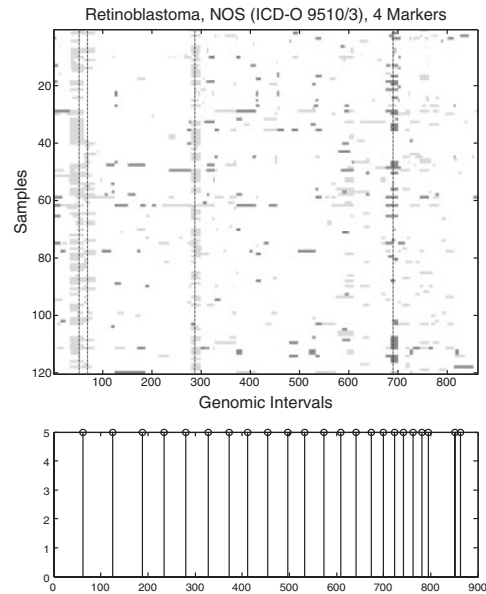 Retinoblastoma, NOS (ICD-O 9510/3), 4 Markers
20
40
60
80
100
120
Samples
100 200 300 400 500 600 700 800
Genomic Intervals
5
4
3
2
1
0
0 100 200 300 400 500 600 700 800 900